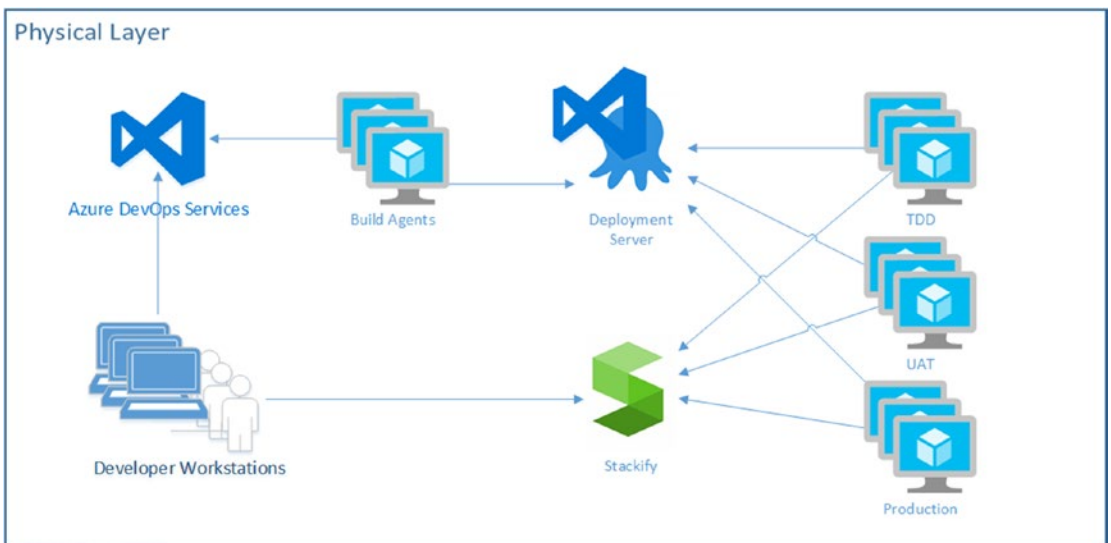 Physical Layer
Azure DevOps Services
Build Agents
Deployment
Server
TDD
UAT
Developer Workstations
Stackify
Production